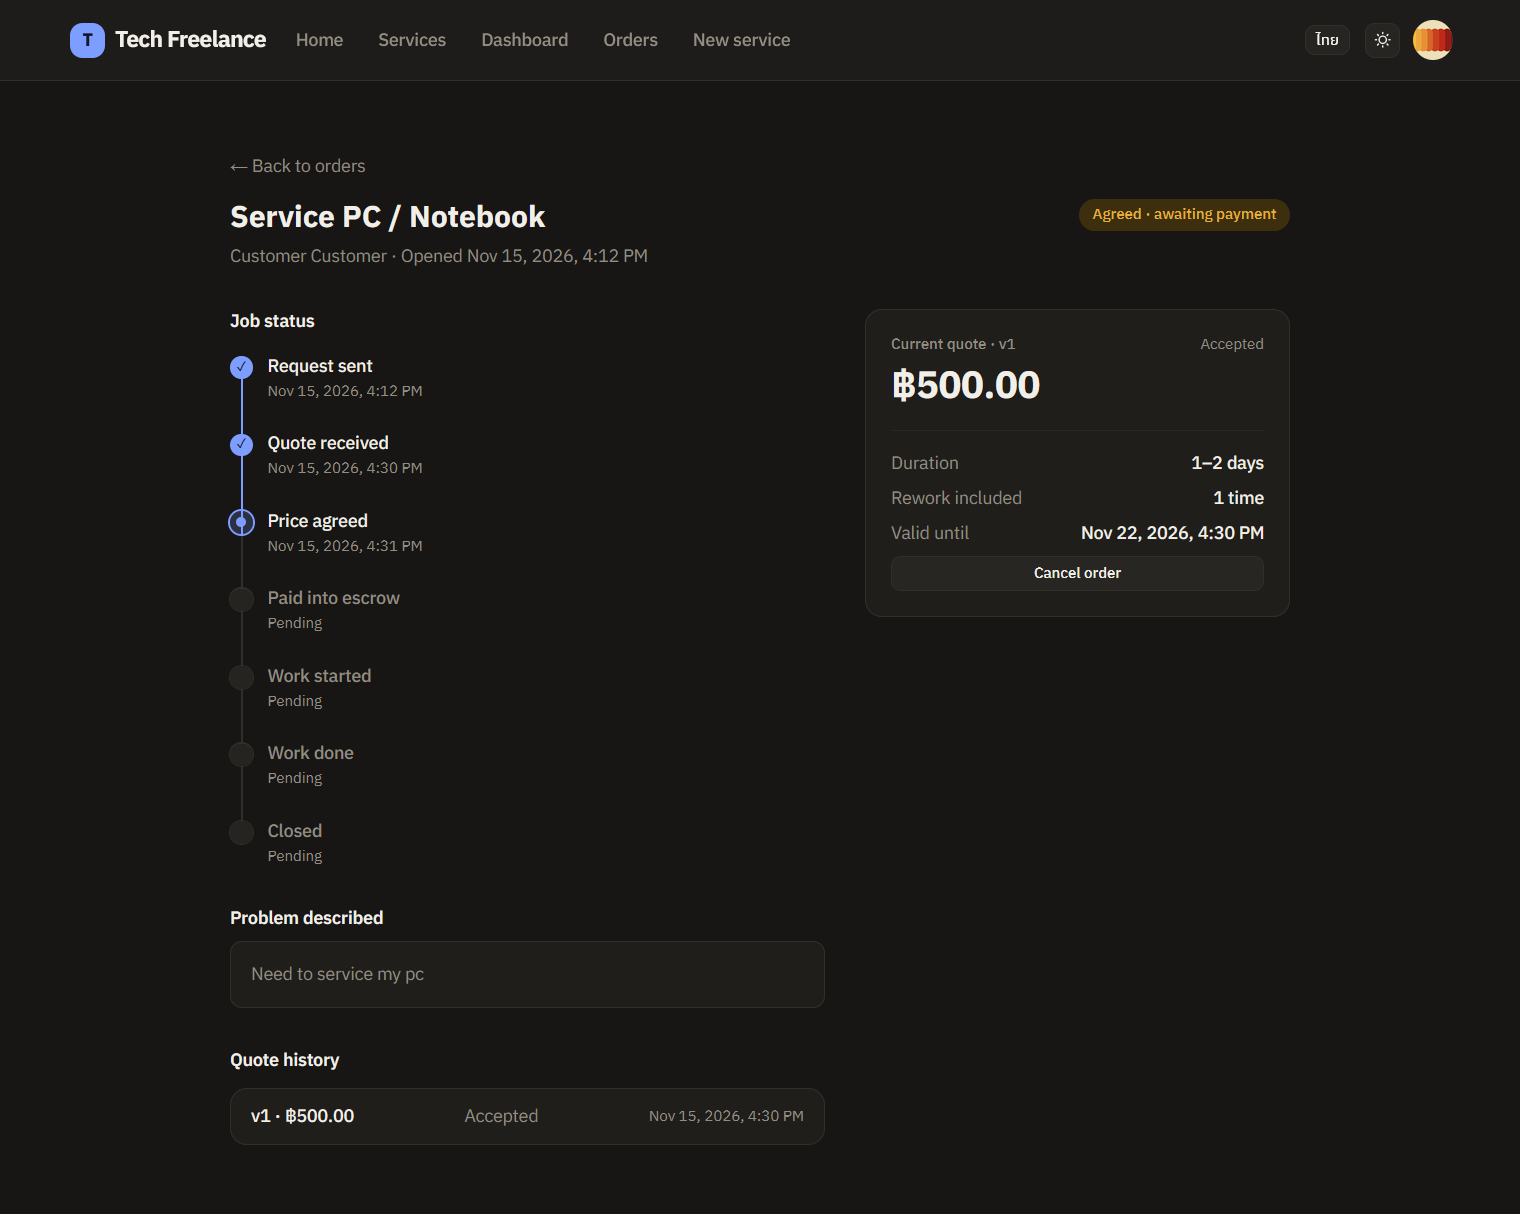 T Tech Freelance Home Services Dashboard Orders New service ไทย
← Back to orders
Service PC / Notebook
Agreed · awaiting payment
Customer Customer · Opened Nov 15, 2026, 4:12 PM
Job status
✓ Request sent
Nov 15, 2026, 4:12 PM
✓ Quote received
Nov 15, 2026, 4:30 PM
Price agreed
Nov 15, 2026, 4:31 PM
Paid into escrow
Pending
Work started
Pending
Work done
Pending
Closed
Pending
Current quote · v1 Accepted
฿500.00
Duration 1–2 days
Rework included 1 time
Valid until Nov 22, 2026, 4:30 PM
Cancel order
Problem described
Need to service my pc
Quote history
v1 · ฿500.00 Accepted Nov 15, 2026, 4:30 PM